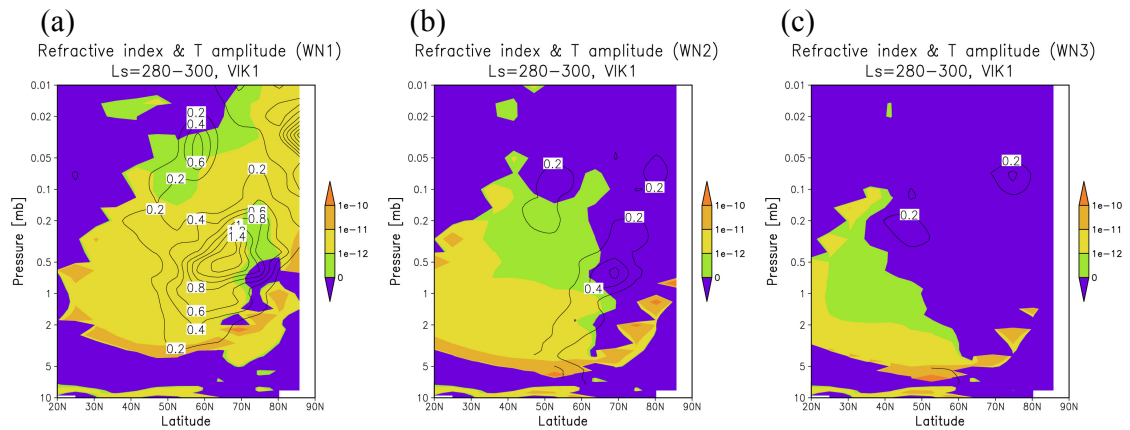 (a)
Refractive index & T amplitude (WN1)
Ls=280−300, VIK1
Pressure [mb]
0.01
0.02
0.05
0.1
0.2
0.5
1
2
5
10
0.2
0.4
0.6
0.2
0.2
0.2
0.2
0.4
0.6
0.8
1.2
1.4
0.8
0.6
0.4
0.2
20N 30N 40N 50N 60N 70N 80N 90N
Latitude
1e−10
1e−11
1e−12
0
(b)
Refractive index & T amplitude (WN2)
Ls=280−300, VIK1
Pressure [mb]
0.01
0.02
0.05
0.1
0.2
0.5
1
2
5
10
0.2
0.2
0.2
0.4
20N 30N 40N 50N 60N 70N 80N 90N
Latitude
1e−10
1e−11
1e−12
0
(c)
Refractive index & T amplitude (WN3)
Ls=280−300, VIK1
Pressure [mb]
0.01
0.02
0.05
0.1
0.2
0.5
1
2
5
10
0.2
0.2
20N 30N 40N 50N 60N 70N 80N 90N
Latitude
1e−10
1e−11
1e−12
0